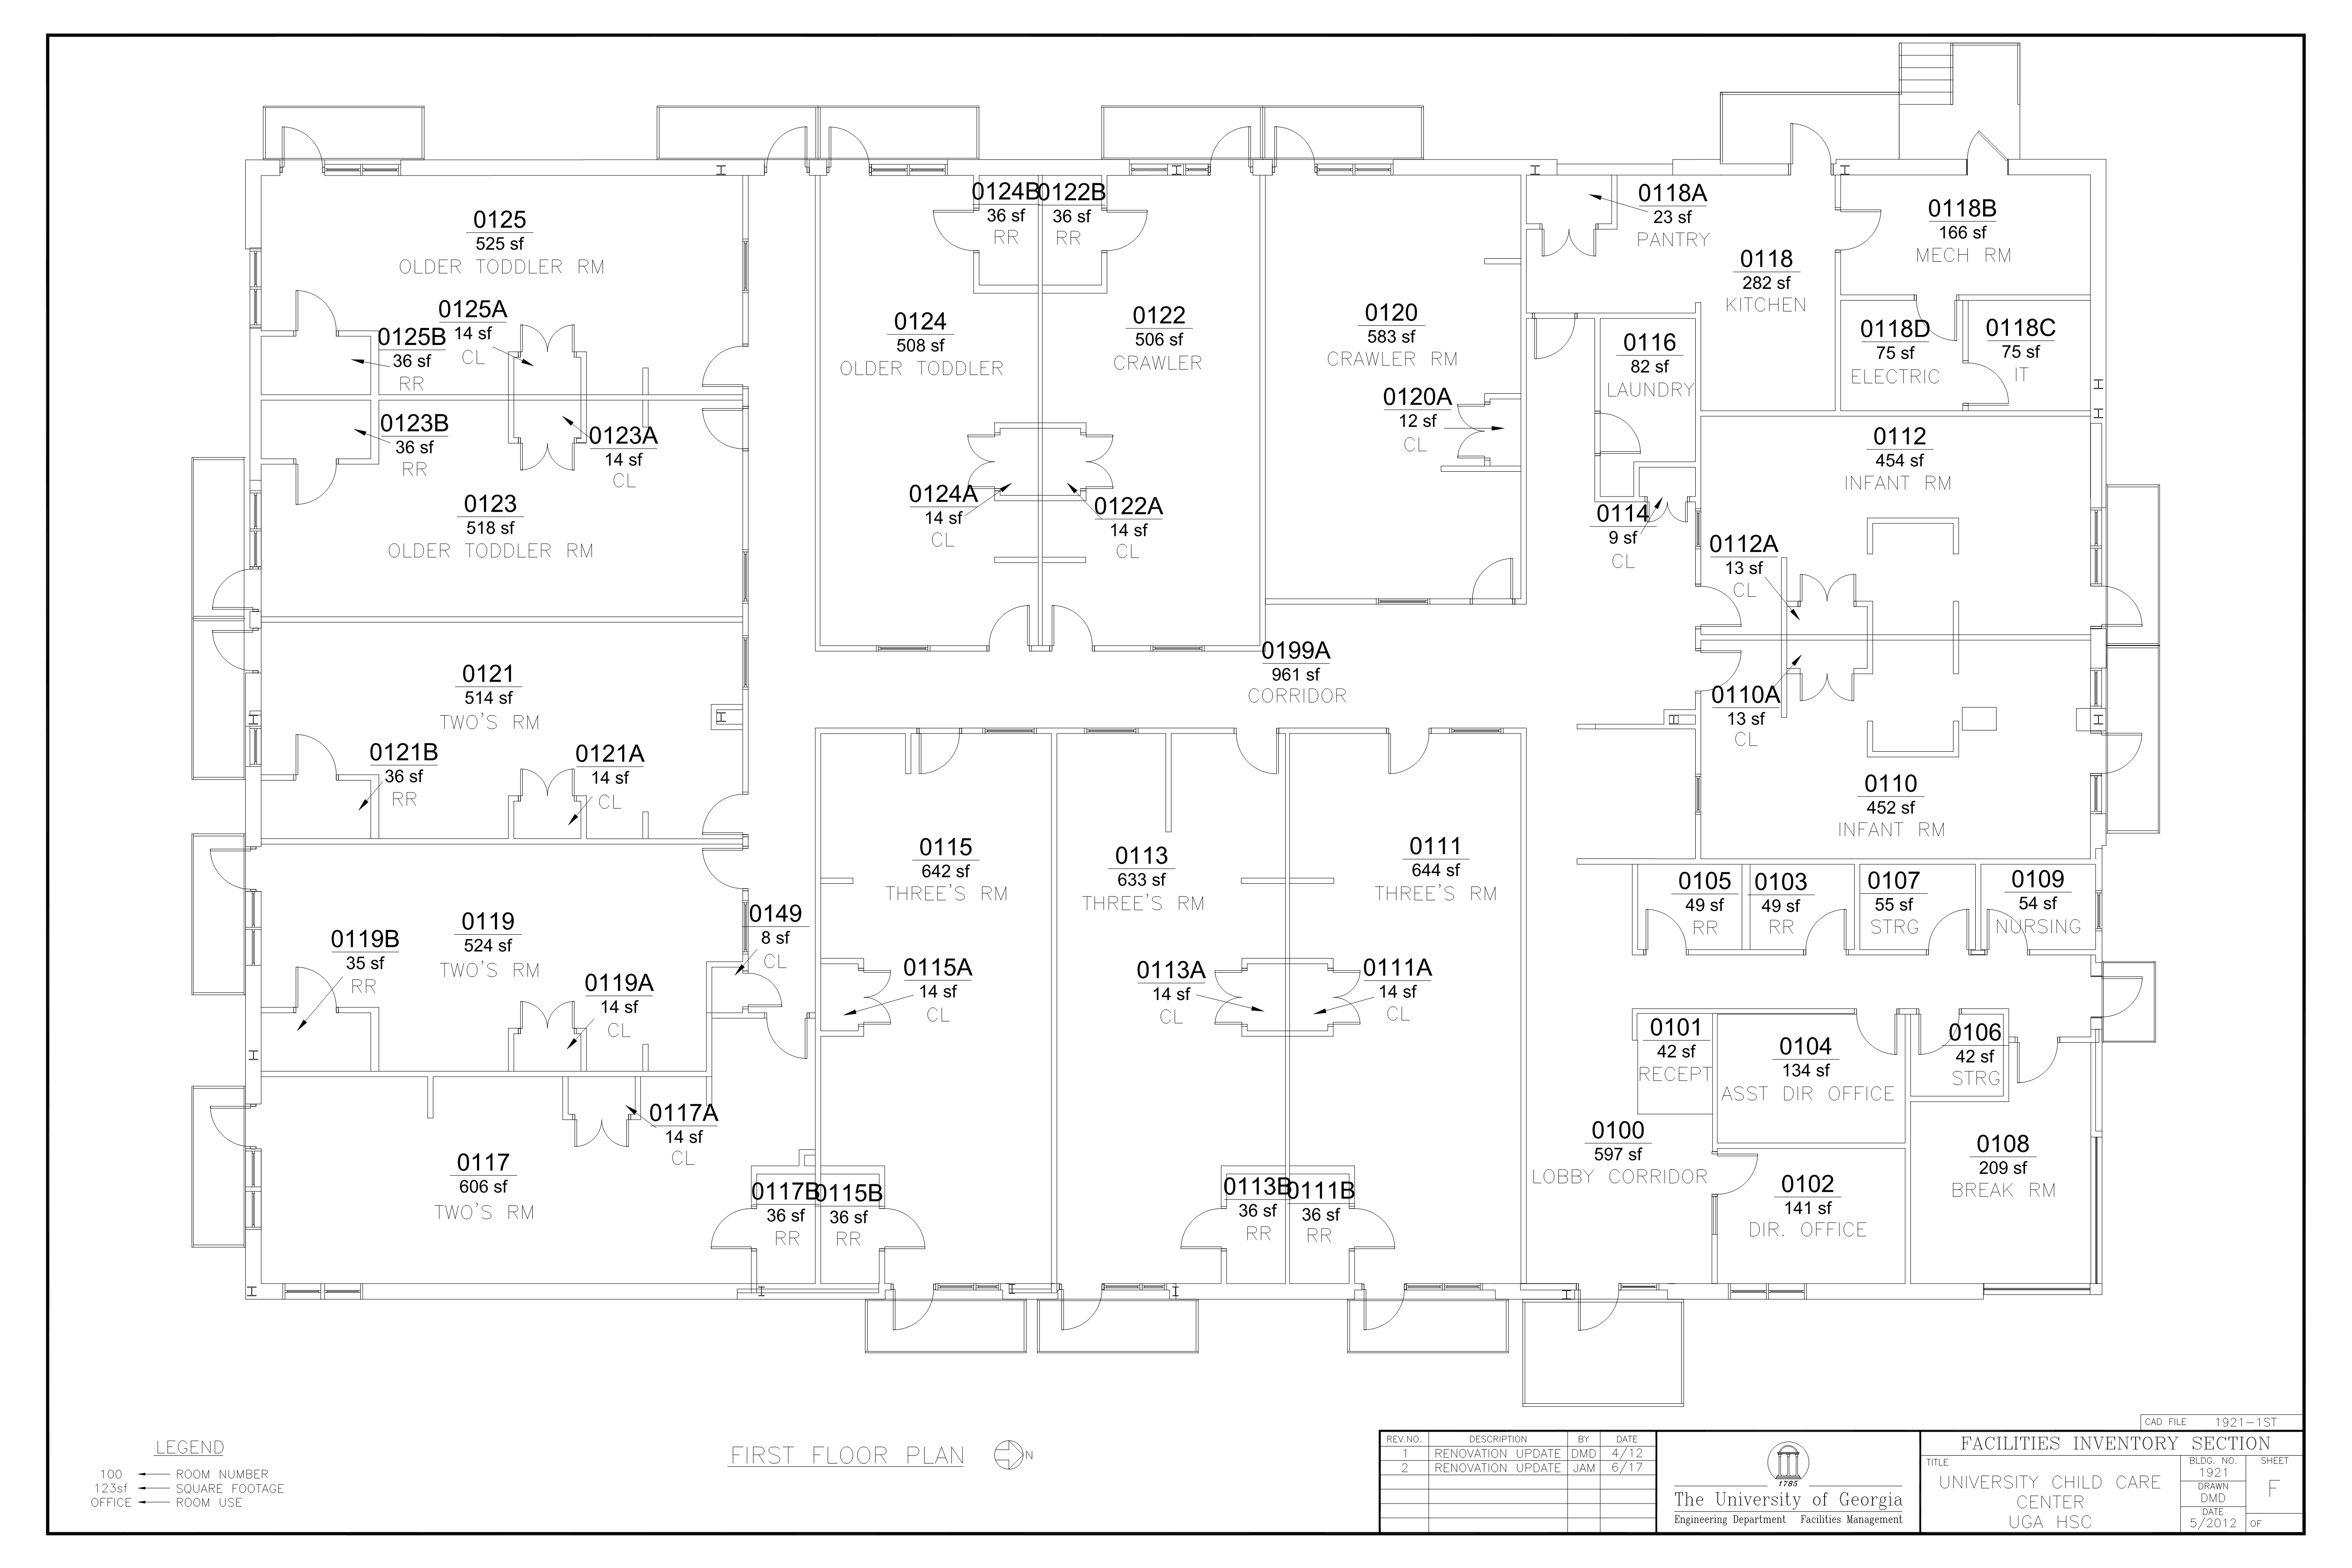 0125
525 sf
OLDER TODDLER RM
0125A
14 sf
CL
0125B
36 sf
RR
0123B
36 sf
RR
0123A
14 sf
CL
0123
518 sf
OLDER TODDLER RM
0121
514 sf
TWO'S RM
0121B
36 sf
RR
0121A
14 sf
CL
0119
524 sf
TWO'S RM
0119B
35 sf
RR
0119A
14 sf
CL
0149
8 sf
CL
0117
606 sf
TWO'S RM
0117A
14 sf
CL
0117B
36 sf
RR
0124B
36 sf
RR
0122B
36 sf
RR
0124
508 sf
OLDER TODDLER
0122
506 sf
CRAWLER
0124A
14 sf
CL
0122A
14 sf
CL
0120
583 sf
CRAWLER RM
0120A
12 sf
CL
0199A
961 sf
CORRIDOR
0115
642 sf
THREE'S RM
0115A
14 sf
CL
0115B
36 sf
RR
0113
633 sf
THREE'S RM
0113A
14 sf
CL
0113B
36 sf
RR
0111
644 sf
THREE'S RM
0111A
14 sf
CL
0111B
36 sf
RR
0118A
23 sf
PANTRY
0118
282 sf
KITCHEN
0118B
166 sf
MECH RM
0118D
75 sf
ELECTRIC
0118C
75 sf
IT
0116
82 sf
LAUNDRY
0114
9 sf
CL
0112
454 sf
INFANT RM
0112A
13 sf
CL
0110A
13 sf
CL
0110
452 sf
INFANT RM
0105
49 sf
RR
0103
49 sf
RR
0107
55 sf
STRG
0109
54 sf
NURSING
0101
42 sf
RECEPT
0104
134 sf
ASST DIR OFFICE
0106
42 sf
STRG
0100
597 sf
LOBBY CORRIDOR
0102
141 sf
DIR. OFFICE
0108
209 sf
BREAK RM
LEGEND
100 ROOM NUMBER
123sf SQUARE FOOTAGE
OFFICE ROOM USE
FIRST FLOOR PLAN N
REV.NO. DESCRIPTION BY DATE
1 RENOVATION UPDATE DMD 4/12
2 RENOVATION UPDATE JAM 6/17
1785
The University of Georgia
Engineering Department Facilities Management
CAD FILE 1921-1ST
FACILITIES INVENTORY SECTION
TITLE
UNIVERSITY CHILD CARE
CENTER
UGA HSC
BLDG. NO.
1921
DRAWN
DMD
DATE
5/2012
SHEET
F
OF